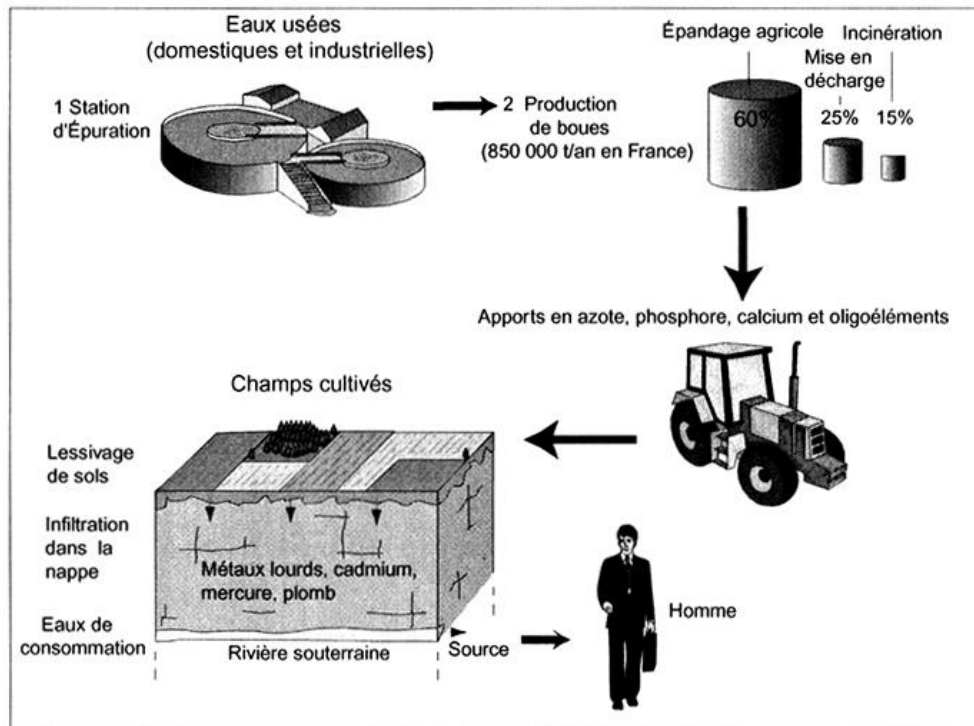 Eaux usées
(domestiques et industrielles)
1 Station
d'Épuration
2 Production
de boues
(850 000 t/an en France)
Épandage agricole
Incinération
Mise en
décharge
60%
25%
15%
Apports en azote, phosphore, calcium et oligoéléments
Champs cultivés
Lessivage
de sols
Infiltration
dans la
nappe
Métaux lourds, cadmium,
mercure, plomb
Eaux de
consommation
Rivière souterraine
Source
Homme